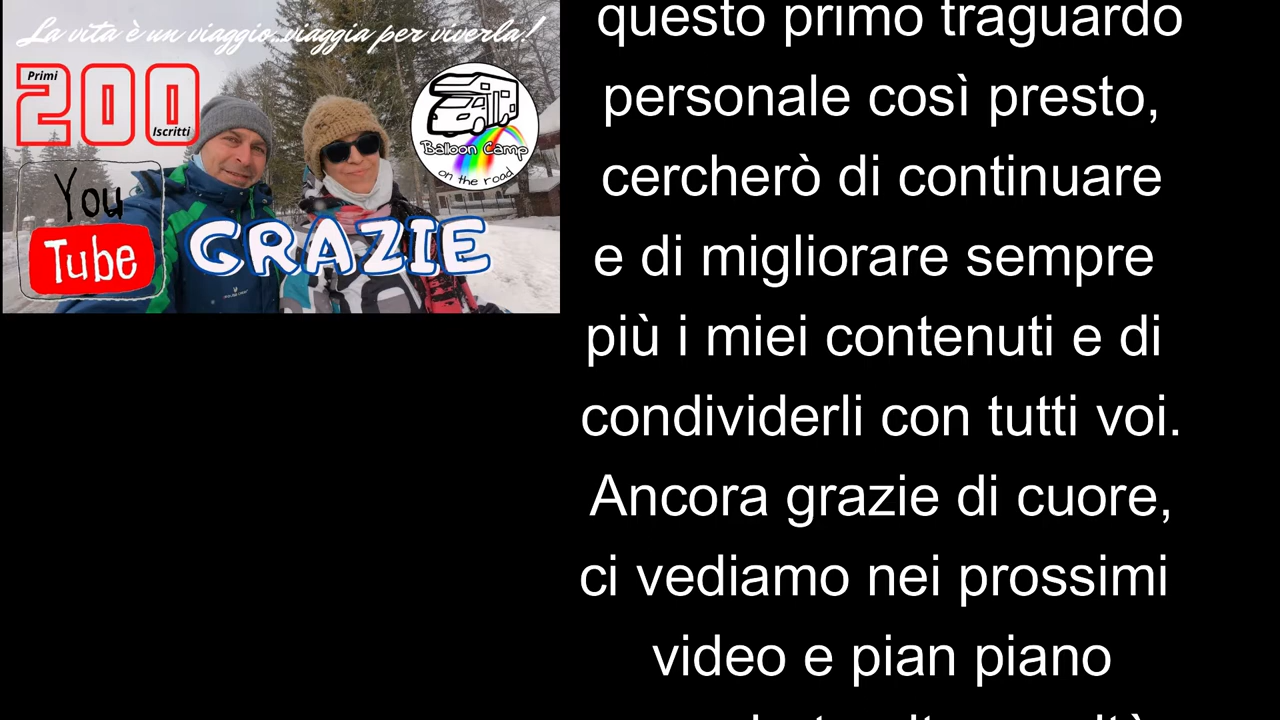 La vita è un viaggio...viaggia per viverla!
Primi
200
Iscritti
You
Tube
GRAZIE
Balloon Camp
on the road
questo primo traguardo
personale così presto,
cercherò di continuare
e di migliorare sempre
più i miei contenuti e di
condividerli con tutti voi.
Ancora grazie di cuore,
ci vediamo nei prossimi
video e pian piano